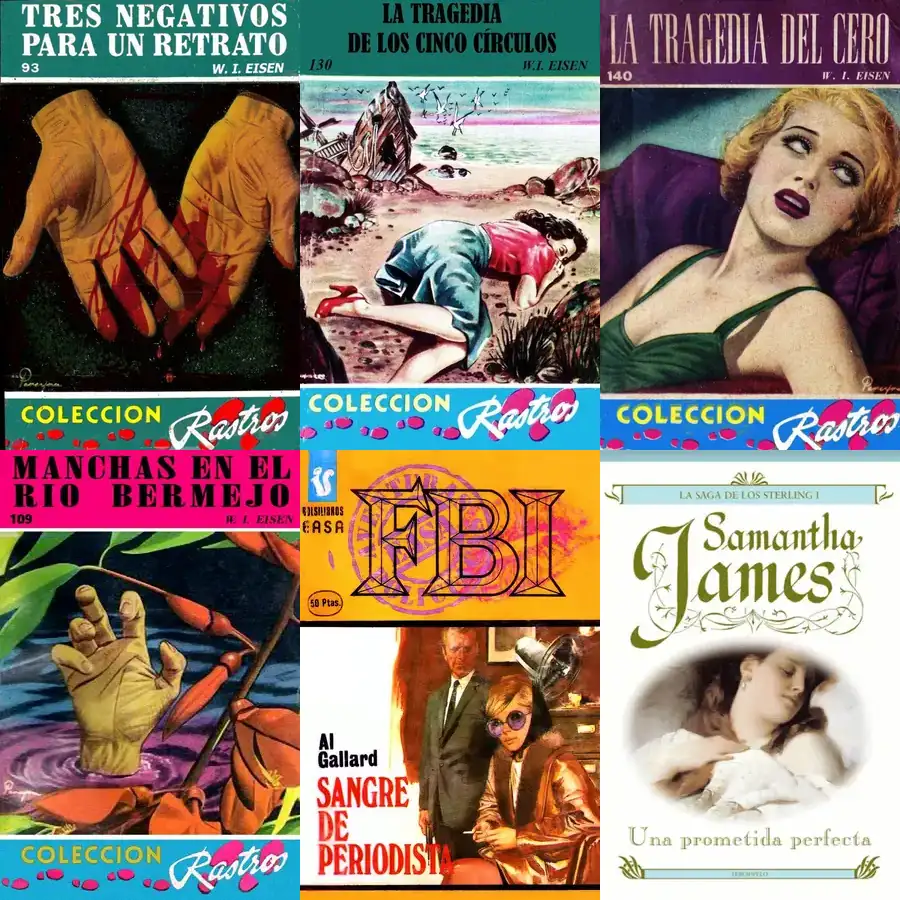 TRES NEGATIVOS
PARA UN RETRATO
93
W. I. EISEN
COLECCION
Rastros
LA TRAGEDIA
DE LOS CINCO CÍRCULOS
130
W. I. EISEN
COLECCION
Rastros
LA TRAGEDIA DEL CERO
140
W. I. EISEN
COLECCION
Rastros
MANCHAS EN EL
RIO BERMEJO
109
W. I. EISEN
COLECCION
Rastros
BOLSILIBROS
EASA
FBI
50 Ptas.
Al
Gallard
SANGRE
DE
PERIODISTA
LA SAGA DE LOS STERLING I
Samantha
James
Una prometida perfecta
TERCIOPELO